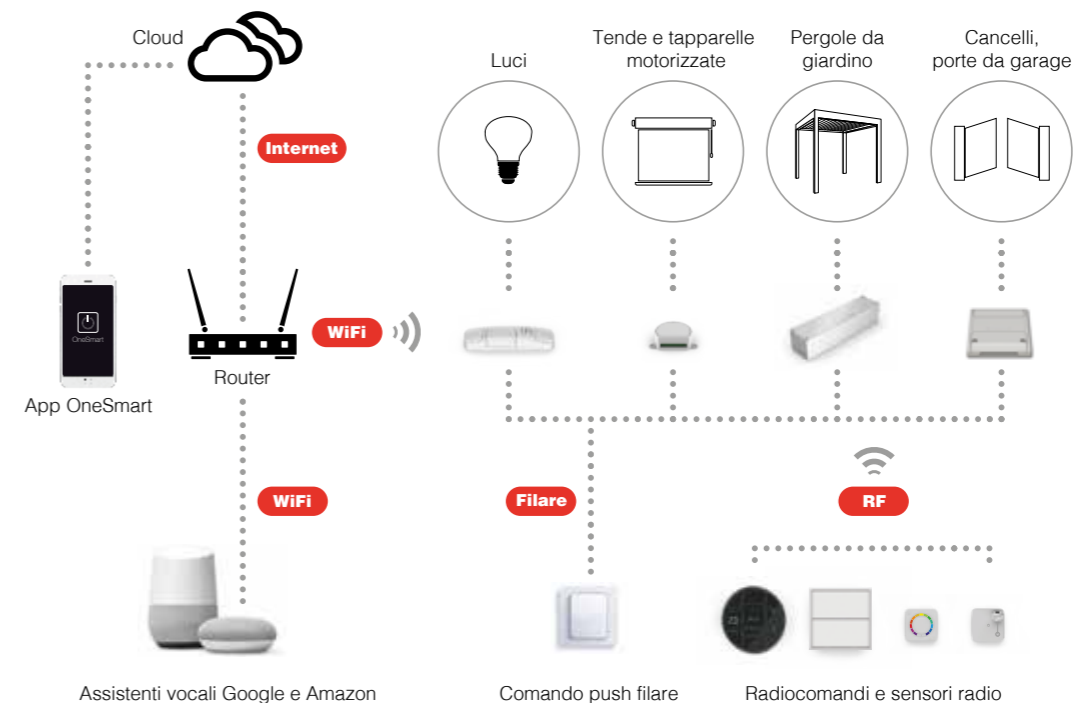 Cloud
Luci
Tende e tapparelle
motorizzate
Pergole da
giardino
Cancelli,
porte da garage
Internet
OneSmart
WiFi
Router
App OneSmart
WiFi
Filare
RF
Assistenti vocali Google e Amazon
Comando push filare
Radiocomandi e sensori radio